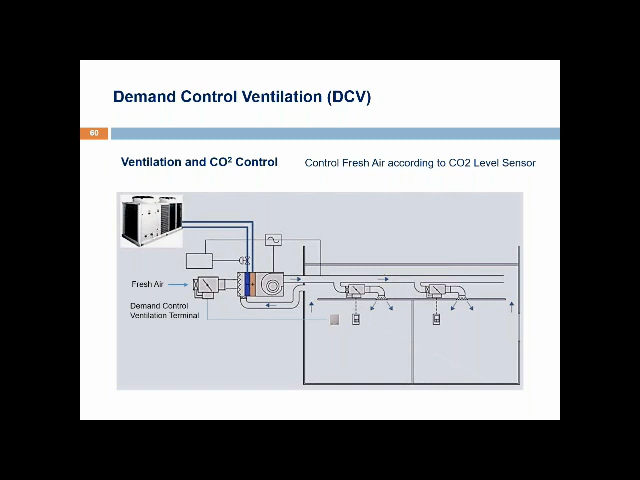 Demand Control Ventilation (DCV)
60
Ventilation and CO² Control
Control Fresh Air according to CO2 Level Sensor
Fresh Air
Demand Control
Ventilation Terminal